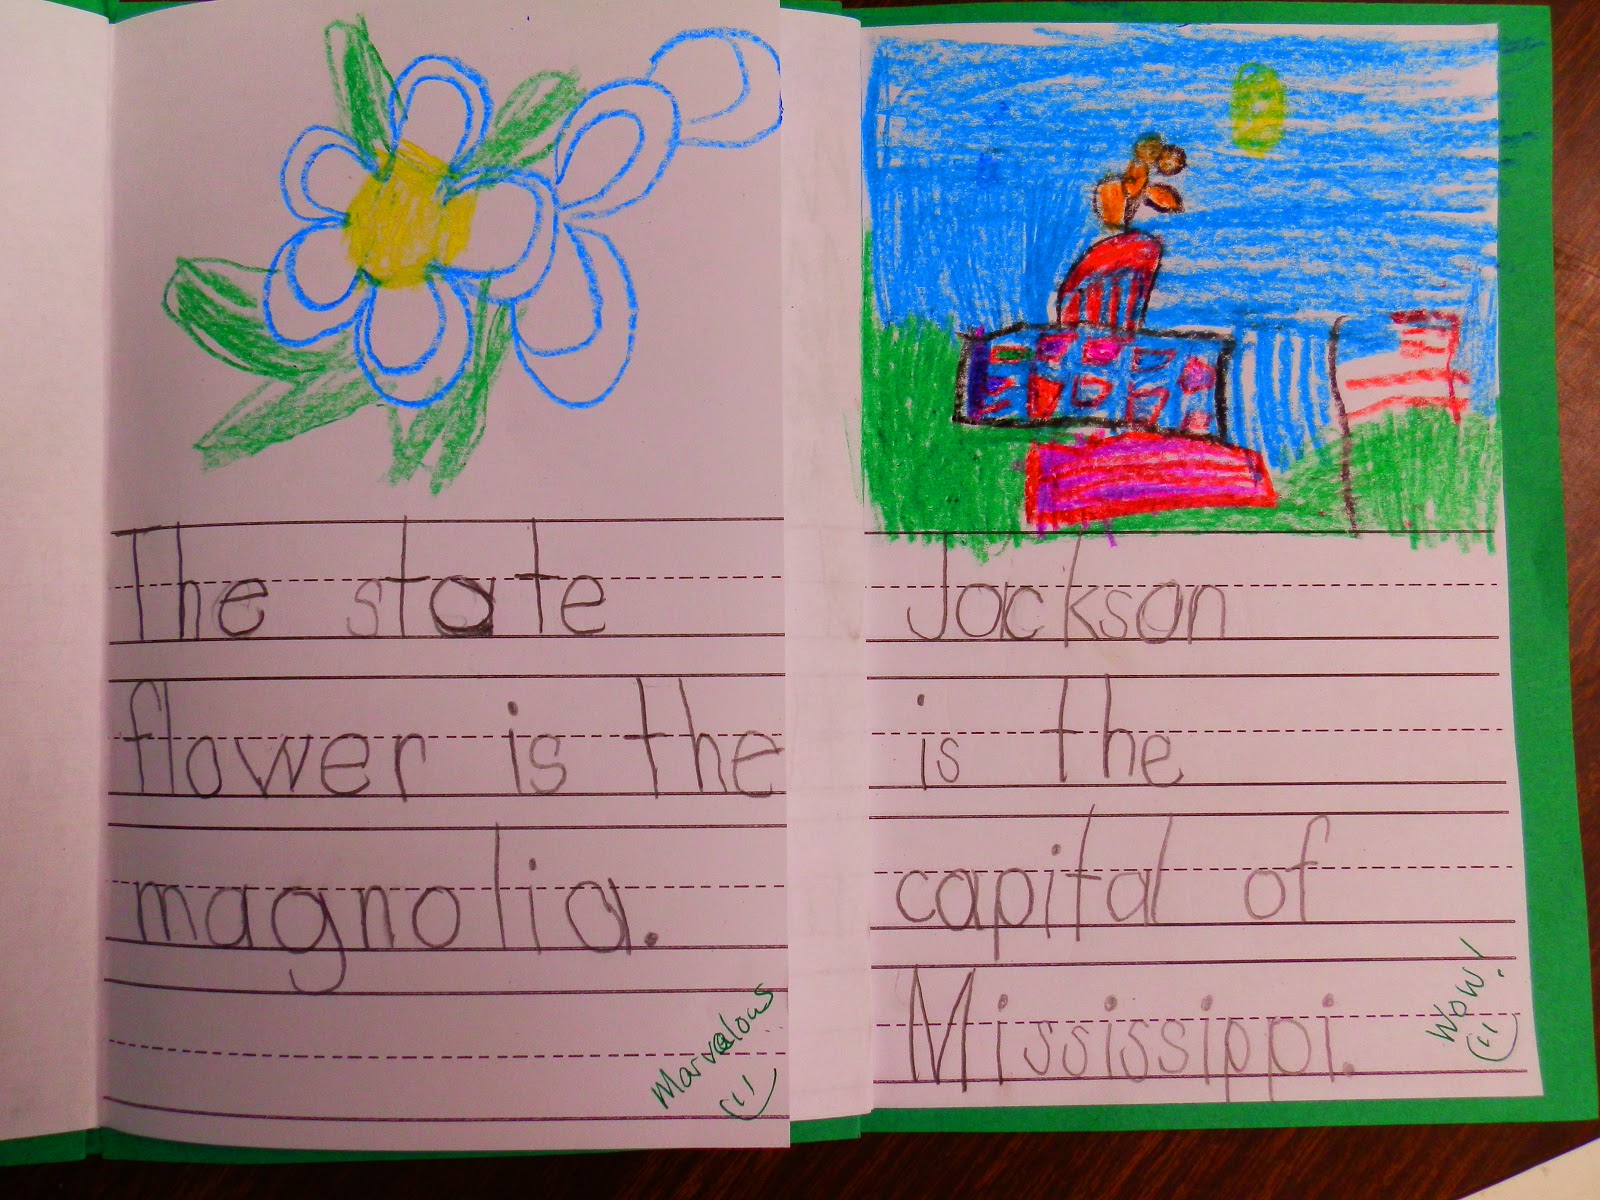 The state
flower is the
magnolia.
Marvelous
Jackson
is the
capital of
Mississippi.
Wow!